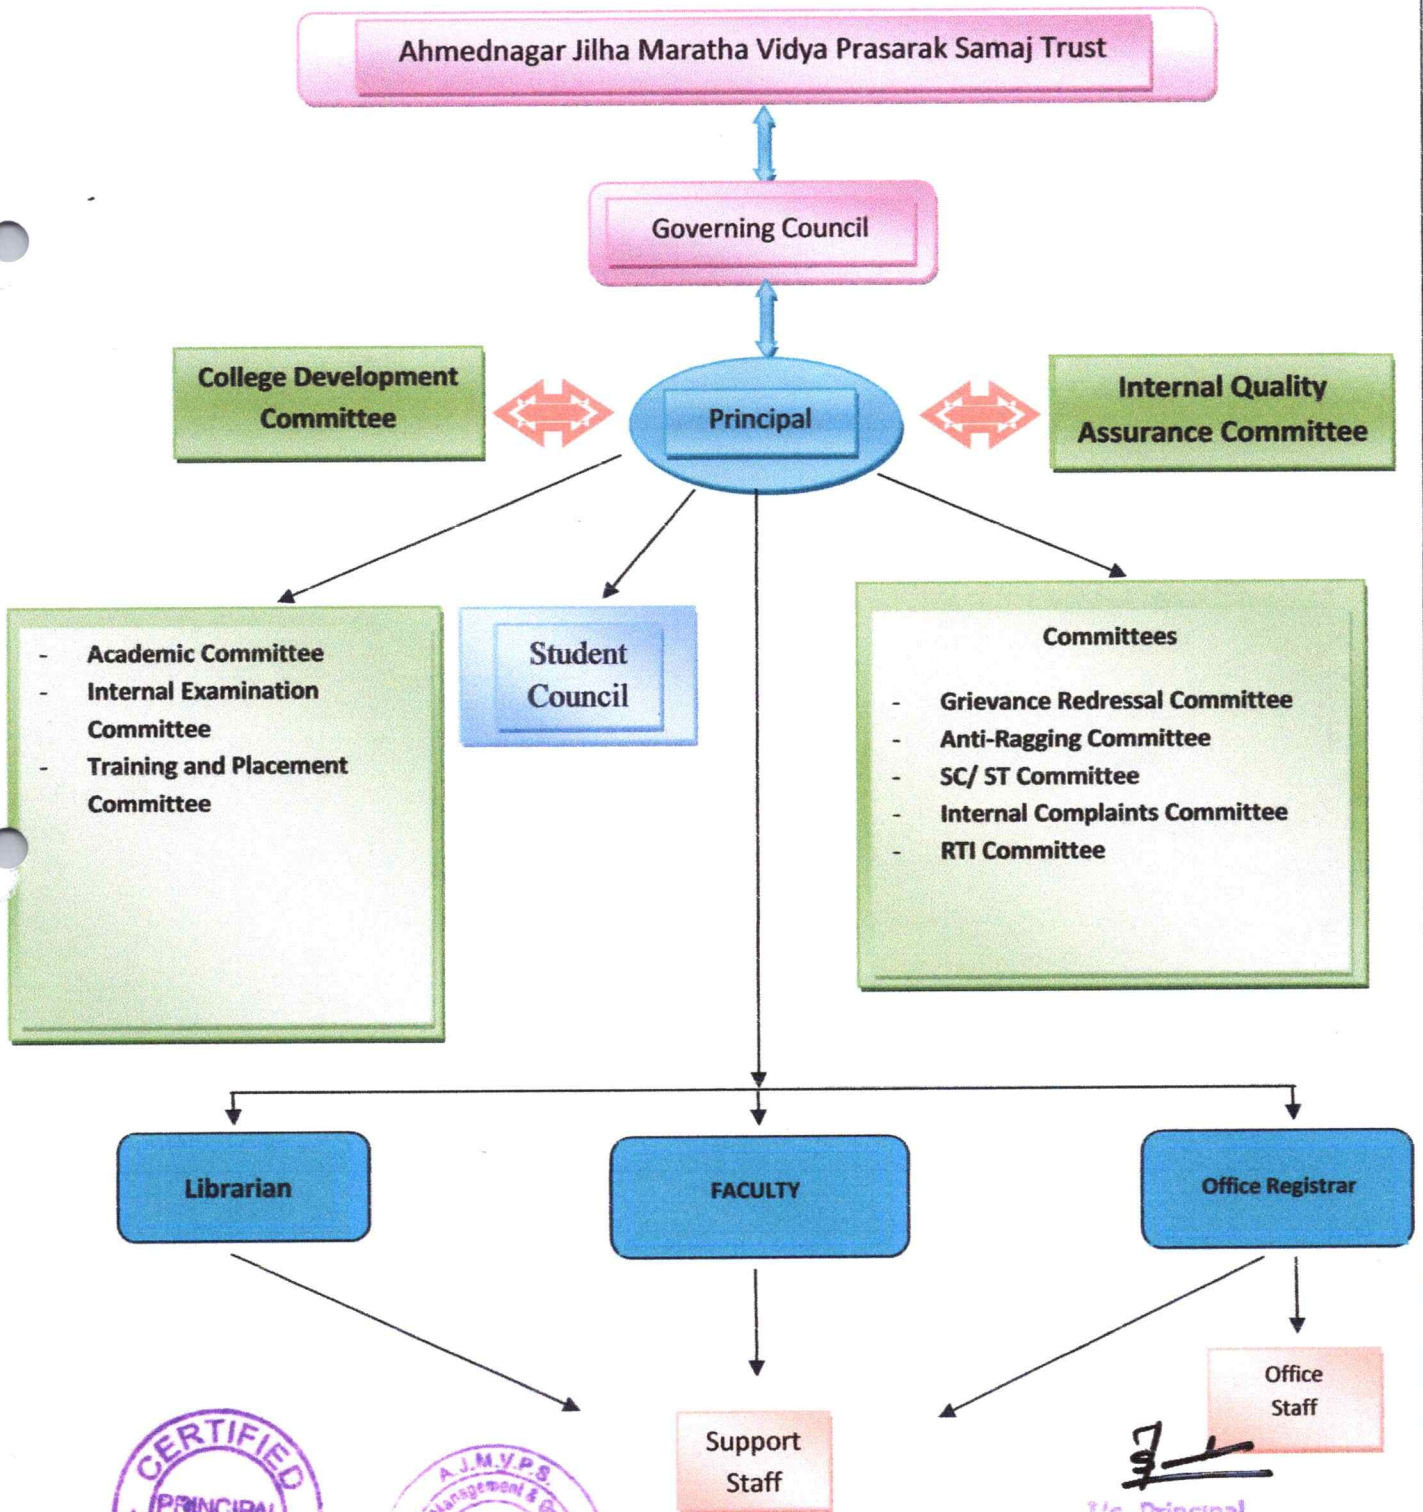 Ahmednagar Jilha Maratha Vidya Prasarak Samaj Trust
Governing Council
College Development
Committee
Principal
Internal Quality
Assurance Committee
- Academic Committee
- Internal Examination
Committee
- Training and Placement
Committee
Student
Council
Committees
- Grievance Redressal Committee
- Anti-Ragging Committee
- SC/ ST Committee
- Internal Complaints Committee
- RTI Committee
Librarian
FACULTY
Office Registrar
Office
Staff
Support
Staff
CERTIFIED
PRINCIPAL
A.J.M.V.P.S.
I/c. Principal